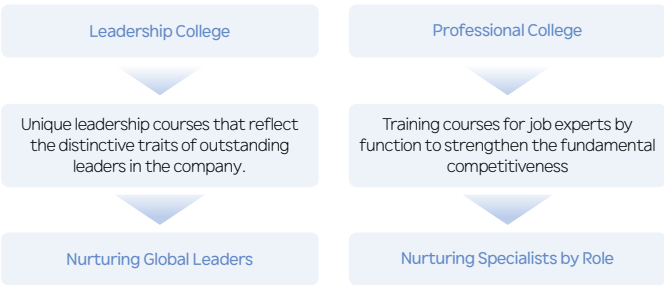 Leadership College
Unique leadership courses that reflect
the distinctive traits of outstanding
leaders in the company.
Nurturing Global Leaders
Professional College
Training courses for job experts by
function to strengthen the fundamental
competitiveness
Nurturing Specialists by Role